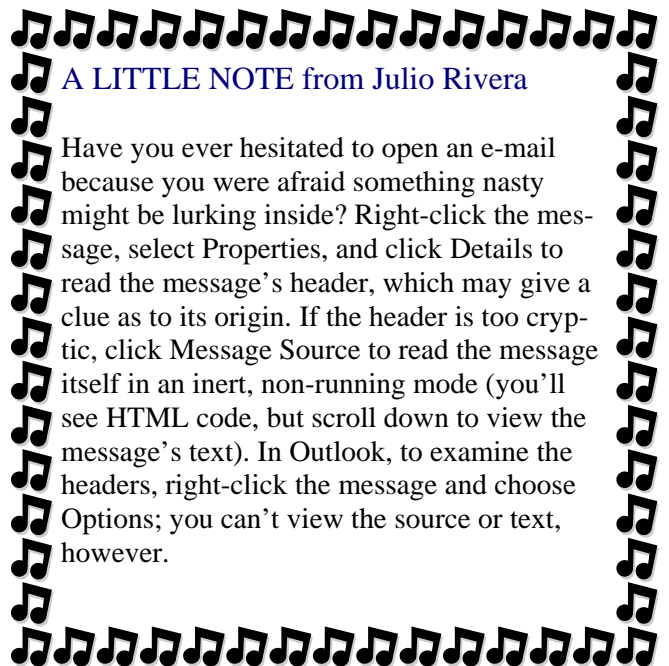 A LITTLE NOTE from Julio Rivera
Have you ever hesitated to open an e-mail
because you were afraid something nasty
might be lurking inside? Right-click the mes-
sage, select Properties, and click Details to
read the message’s header, which may give a
clue as to its origin. If the header is too cryp-
tic, click Message Source to read the message
itself in an inert, non-running mode (you’ll
see HTML code, but scroll down to view the
message’s text). In Outlook, to examine the
headers, right-click the message and choose
Options; you can’t view the source or text,
however.